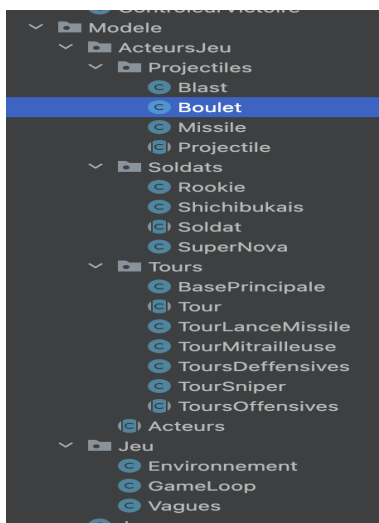 ControleurVictoire
Modele
ActeursJeu
Projectiles
Blast
Boulet
Missile
Projectile
Soldats
Rookie
Shichibukais
Soldat
SuperNova
Tours
BasePrincipale
Tour
TourLanceMissile
TourMitrailleuse
ToursDeffensives
TourSniper
ToursOffensives
Acteurs
Jeu
Environnement
GameLoop
Vagues